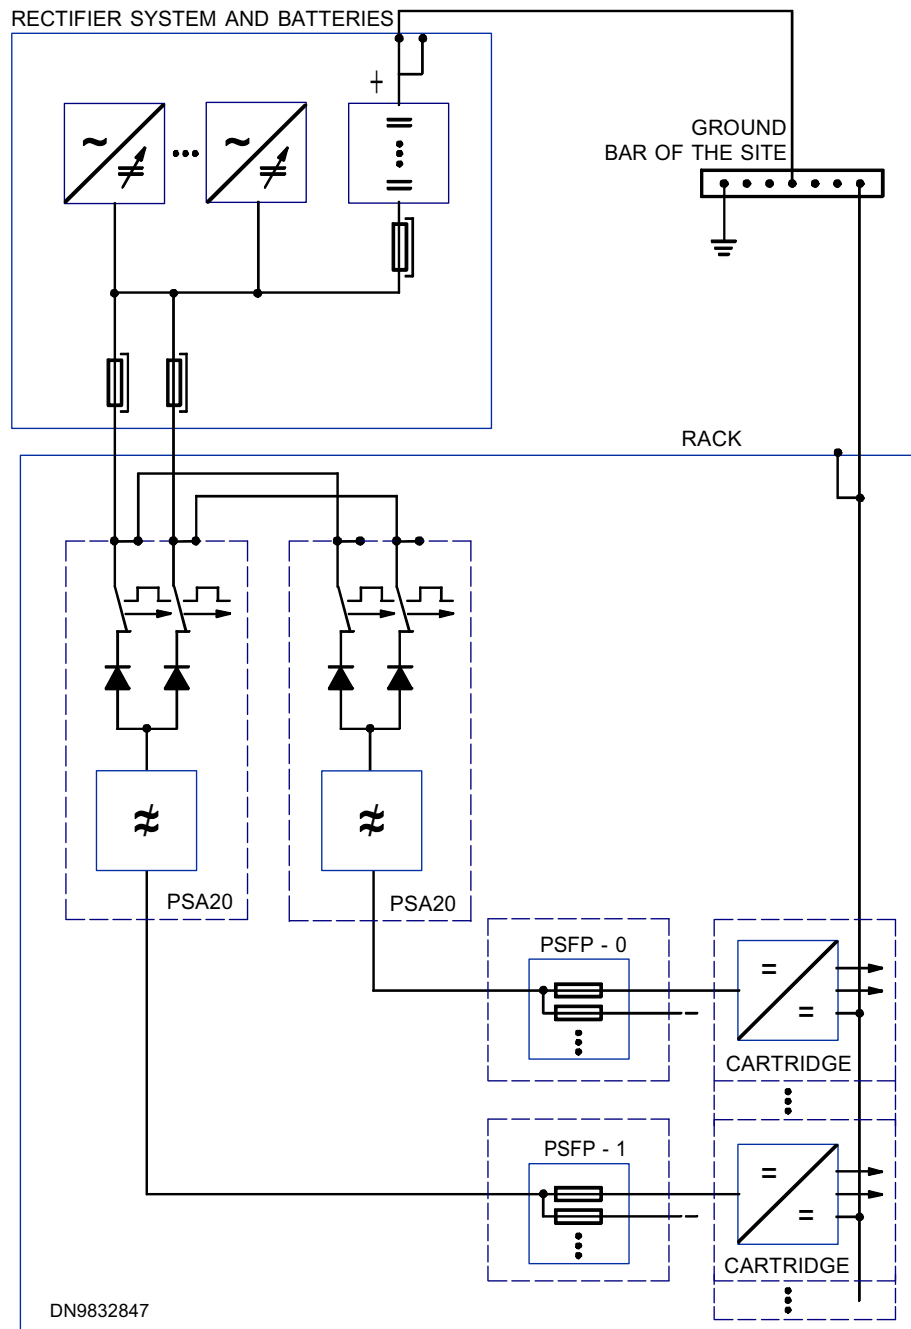 RECTIFIER SYSTEM AND BATTERIES
+
GROUND
BAR OF THE SITE
RACK
PSA20
PSA20
PSFP - 0
CARTRIDGE
PSFP - 1
CARTRIDGE
DN9832847